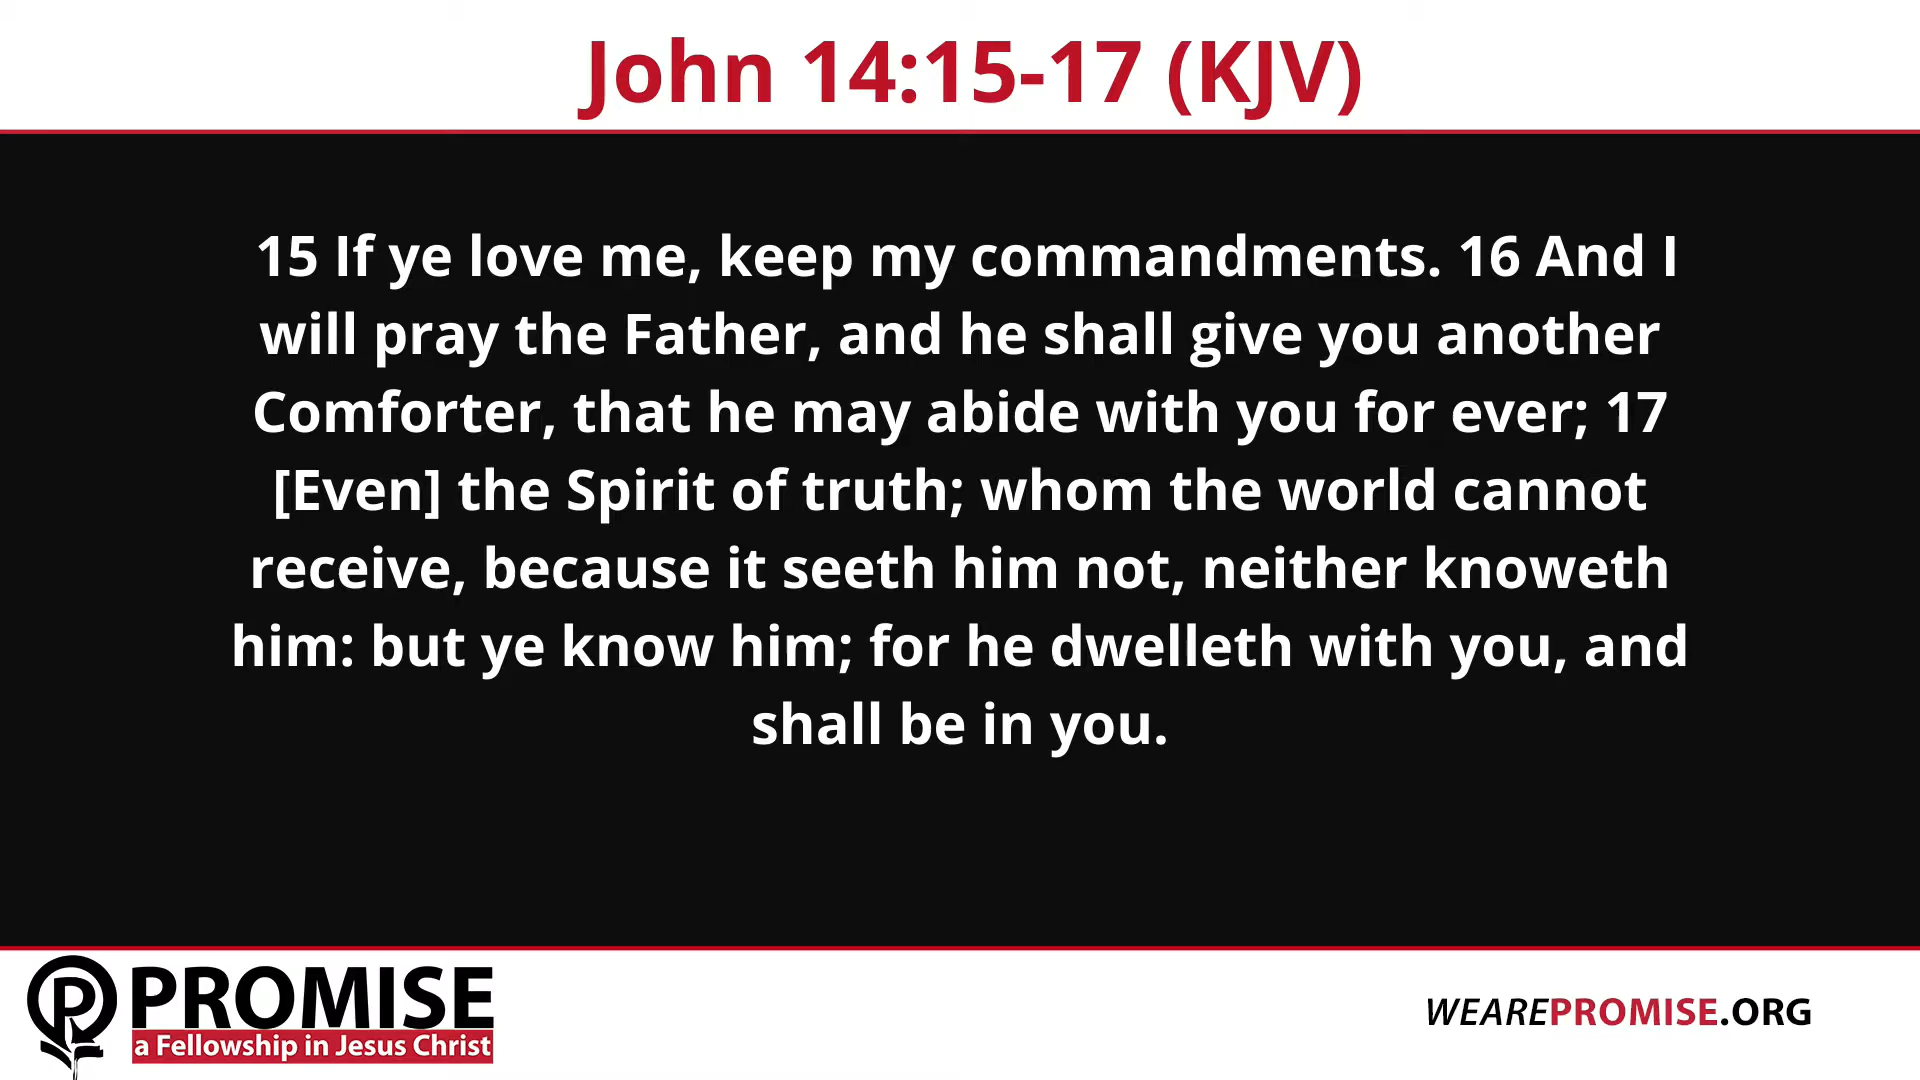 John 14:15-17 (KJV)
15 If ye love me, keep my commandments. 16 And I
will pray the Father, and he shall give you another
Comforter, that he may abide with you for ever; 17
[Even] the Spirit of truth; whom the world cannot
receive, because it seeth him not, neither knoweth
him: but ye know him; for he dwelleth with you, and
shall be in you.
PROMISE
a Fellowship in Jesus Christ
WEAREPROMISE.ORG